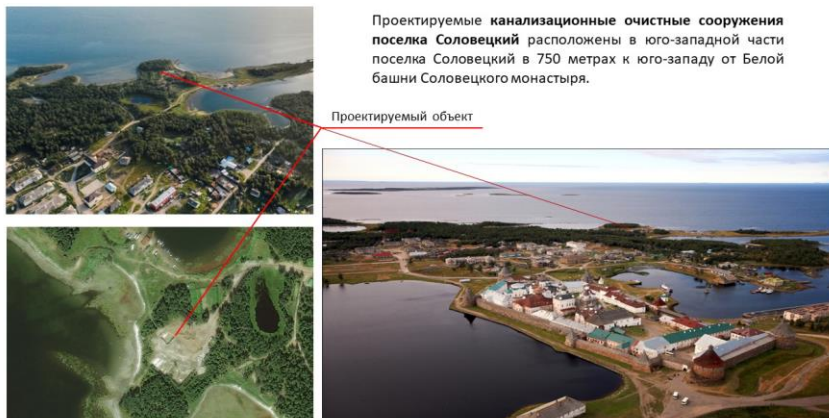 Проектируемые канализационные очистные сооружения
поселка Соловецкий расположены в юго-западной части
поселка Соловецкий в 750 метрах к юго-западу от Белой
башни Соловецкого монастыря.
Проектируемый объект